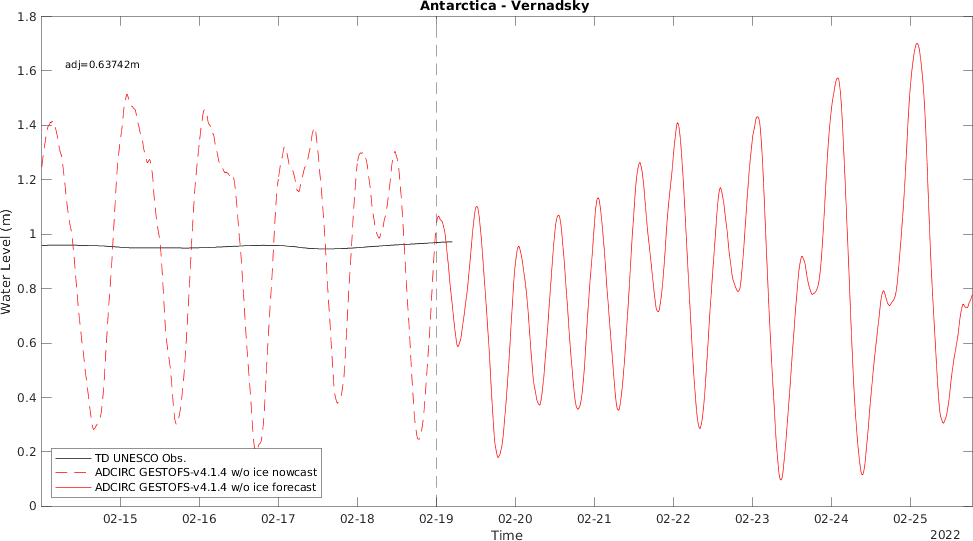 Antarctica - Vernadsky
1.8
1.6
1.4
1.2
1
0.8
0.6
0.4
0.2
0
Water Level (m)
adj=0.63742m
TD UNESCO Obs.
ADCIRC GESTOFS-v4.1.4 w/o ice nowcast
ADCIRC GESTOFS-v4.1.4 w/o ice forecast
02-15 02-16 02-17 02-18 02-19 02-20 02-21 02-22 02-23 02-24 02-25
2022
Time